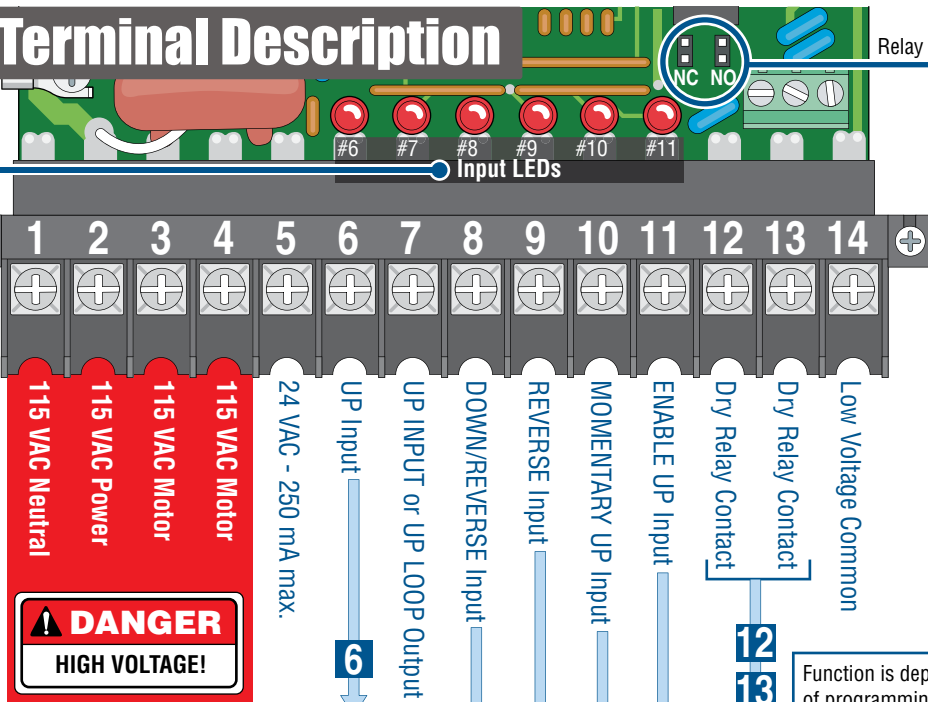 Terminal Description
Relay
NC NO
#6 #7 #8 #9 #10 #11
Input LEDs
1 2 3 4 5 6 7 8 9 10 11 12 13 14
115 VAC Neutral
115 VAC Power
115 VAC Motor
115 VAC Motor
24 VAC - 250 mA max.
UP Input
UP INPUT or UP LOOP Output
DOWN/REVERSE Input
REVERSE Input
MOMENTARY UP Input
ENABLE UP Input
Dry Relay Contact
Dry Relay Contact
Low Voltage Common
DANGER
HIGH VOLTAGE!
6
12
13
Function is dep
of programmin